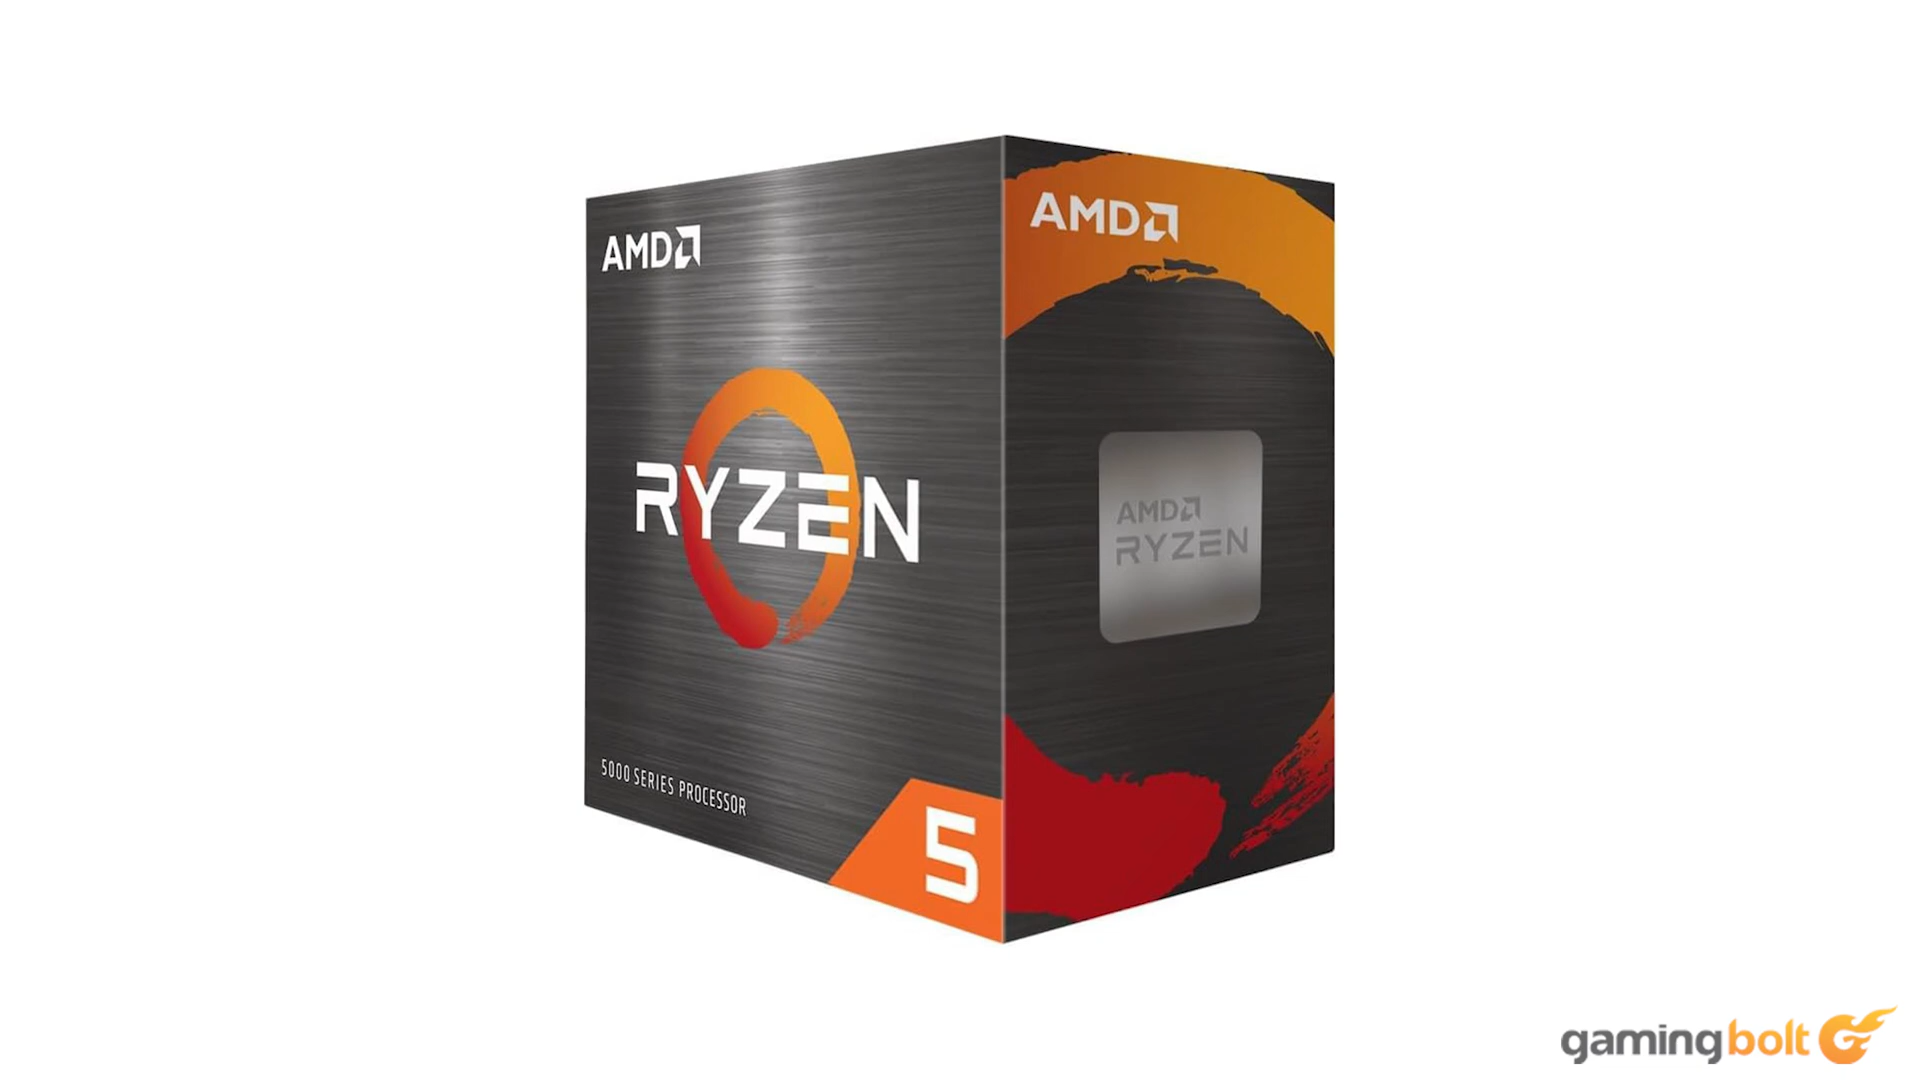 AMD
RYZEN
5000 SERIES PROCESSOR
5
AMD
AMD
RYZEN
gamingbolt